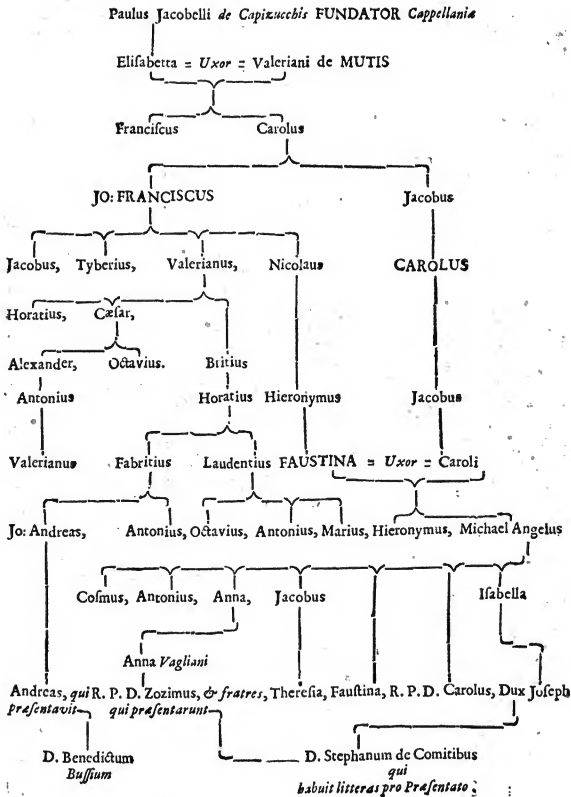 Paulus Jacobelli de Capizucchis FUNDATOR Cappellaniæ
Eliſabetta = Uxor = Valeriani de MUTIS
Franciſcus Carolus
JO: FRANCISCUS Jacobus
Jacobus, Tyberius, Valerianus, Nicolaus CAROLUS
Horatius, Cæſar,
Alexander, Octavius. Britius
Antonius Horatius Hieronymus Jacobus
Valerianus Fabritius Laudentius FAUSTINA = Uxor = Caroli
Jo: Andreas, Antonius, Octavius, Antonius, Marius, Hieronymus, Michael Angelus
Coſmus, Antonius, Anna, Jacobus Iſabella
Anna Vagliani
Andreas, qui R. P. D. Zozimus, & fratres, Thereſia, Fauſtina, R. P. D. Carolus, Dux Joſeph
præſentavit qui præſentarunt
D. Benedictum D. Stephanum de Comitibus
Buſſium qui
habuit litteras pro Præſentato;